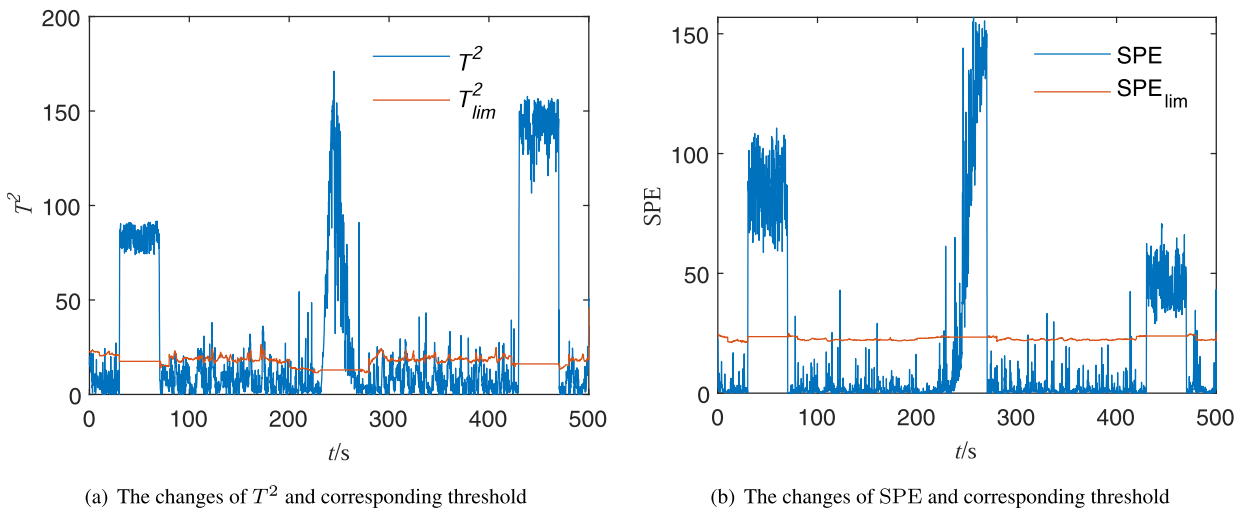 200
150
100
50
0
T²
T²
T²lim
0 100 200 300 400 500
t/s
(a) The changes of T² and corresponding threshold
150
100
50
0
SPE
SPE
SPElim
0 100 200 300 400 500
t/s
(b) The changes of SPE and corresponding threshold